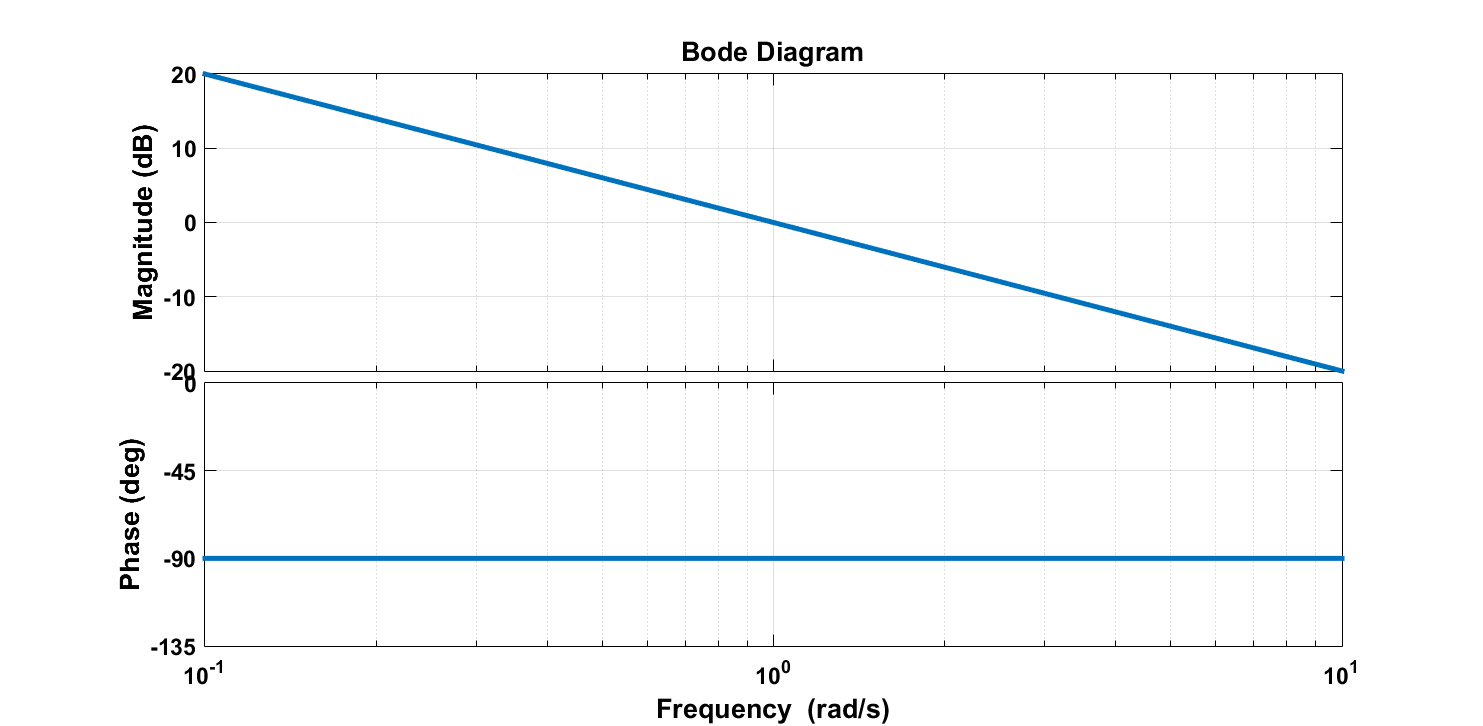 Bode Diagram
Magnitude (dB)
20
10
0
-10
-20
Phase (deg)
0
-45
-90
-135
10^-1 10^0 10^1
Frequency (rad/s)